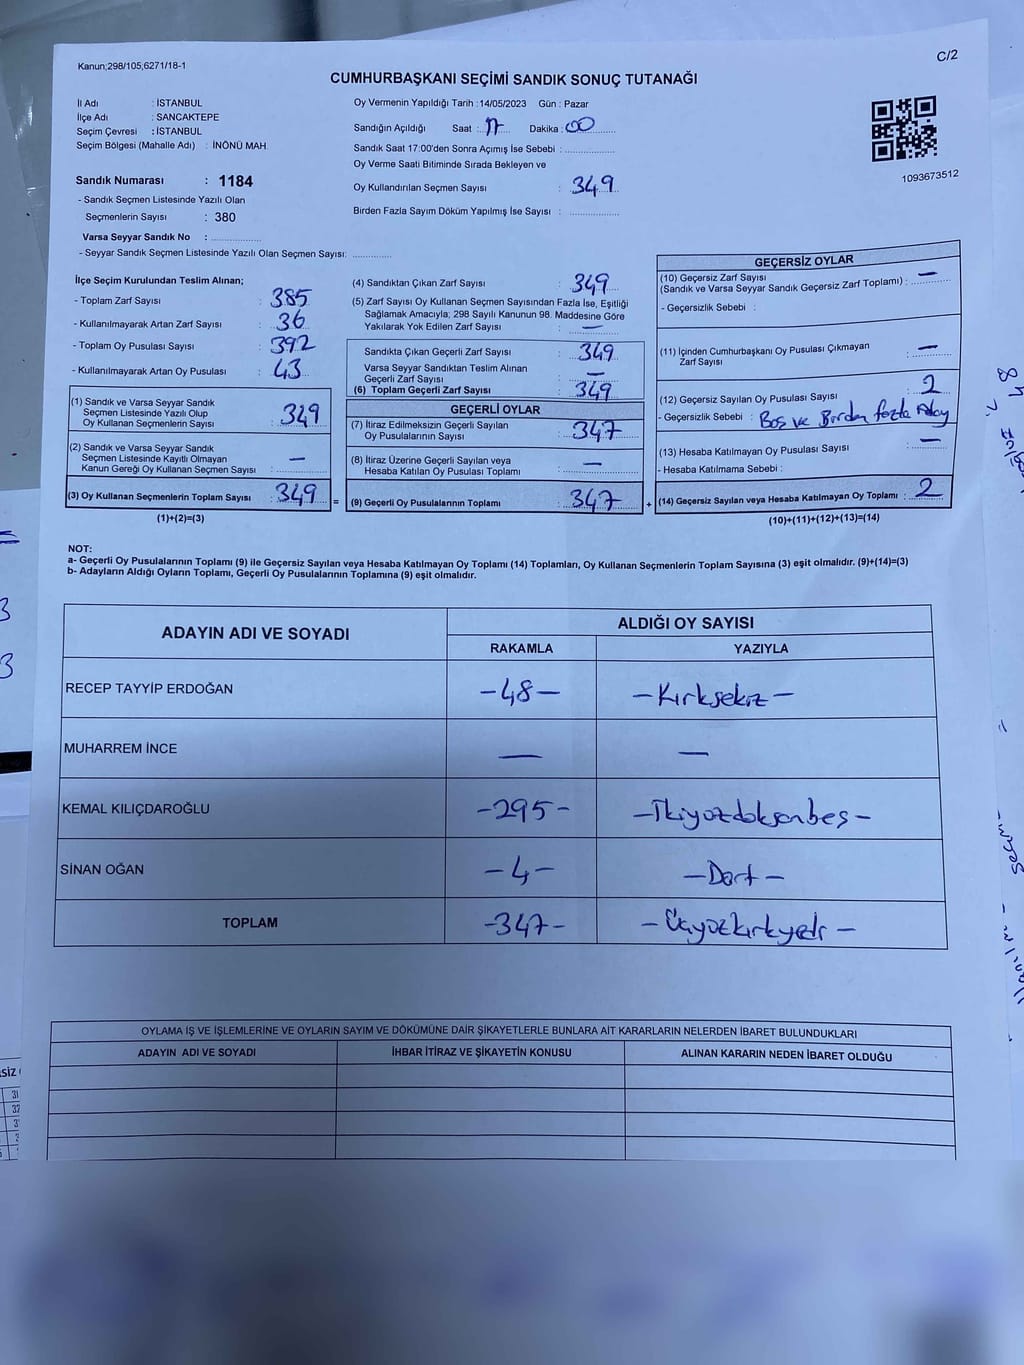 Kanun;298/105;6271/18-1
C/2
CUMHURBAŞKANI SEÇİMİ SANDIK SONUÇ TUTANAĞI
İl Adı : İSTANBUL
İlçe Adı : SANCAKTEPE
Seçim Çevresi : İSTANBUL
Seçim Bölgesi (Mahalle Adı) : İNÖNÜ MAH.
Sandık Numarası : 1184
- Sandık Seçmen Listesinde Yazılı Olan
Seçmenlerin Sayısı : 380
Varsa Seyyar Sandık No :
- Seyyar Sandık Seçmen Listesinde Yazılı Olan Seçmen Sayısı:
Oy Vermenin Yapıldığı Tarih : 14/05/2023 Gün : Pazar
Sandığın Açıldığı Saat : 17 Dakika : 00
Sandık Saat 17:00'den Sonra Açımış İse Sebebi :
Oy Verme Saati Bitiminde Sırada Bekleyen ve
Oy Kullandırılan Seçmen Sayısı : 349
Birden Fazla Sayım Döküm Yapılmış İse Sayısı :
1093673512
İlçe Seçim Kurulundan Teslim Alınan;
- Toplam Zarf Sayısı : 385
- Kullanılmayarak Artan Zarf Sayısı : 36
- Toplam Oy Pusulası Sayısı : 392
- Kullanılmayarak Artan Oy Pusulası : 43
(1) Sandık ve Varsa Seyyar Sandık
Seçmen Listesinde Yazılı Olup
Oy Kullanan Seçmenlerin Sayısı : 349
(2) Sandık ve Varsa Seyyar Sandık
Seçmen Listesinde Kayıtlı Olmayan
Kanun Gereği Oy Kullanan Seçmen Sayısı : —
(3) Oy Kullanan Seçmenlerin Toplam Sayısı : 349 =
(1)+(2)=(3)
(4) Sandıktan Çıkan Zarf Sayısı : 349
(5) Zarf Sayısı Oy Kullanan Seçmen Sayısından Fazla İse, Eşitliği
Sağlamak Amacıyla; 298 Sayılı Kanunun 98. Maddesine Göre
Yakılarak Yok Edilen Zarf Sayısı : —
Sandıkta Çıkan Geçerli Zarf Sayısı : 349
Varsa Seyyar Sandıktan Teslim Alınan
Geçerli Zarf Sayısı : —
(6) Toplam Geçerli Zarf Sayısı : 349
GEÇERLİ OYLAR
(7) İtiraz Edilmeksizin Geçerli Sayılan
Oy Pusulalarının Sayısı : 347
(8) İtiraz Üzerine Geçerli Sayılan veya
Hesaba Katılan Oy Pusulası Toplamı : —
(9) Geçerli Oy Pusulalarının Toplamı : 347 +
GEÇERSİZ OYLAR
(10) Geçersiz Zarf Sayısı
(Sandık ve Varsa Seyyar Sandık Geçersiz Zarf Toplamı) : —
- Geçersizlik Sebebi :
(11) İçinden Cumhurbaşkanı Oy Pusulası Çıkmayan
Zarf Sayısı : —
(12) Geçersiz Sayılan Oy Pusulası Sayısı : 2
- Geçersizlik Sebebi : Boş ve Birden fazla Aday
(13) Hesaba Katılmayan Oy Pusulası Sayısı : —
- Hesaba Katılmama Sebebi :
(14) Geçersiz Sayılan veya Hesaba Katılmayan Oy Toplamı : 2
(10)+(11)+(12)+(13)=(14)
NOT:
a- Geçerli Oy Pusulalarının Toplamı (9) ile Geçersiz Sayılan veya Hesaba Katılmayan Oy Toplamı (14) Toplamları, Oy Kullanan Seçmenlerin Toplam Sayısına (3) eşit olmalıdır. (9)+(14)=(3)
b- Adayların Aldığı Oyların Toplamı, Geçerli Oy Pusulalarının Toplamına (9) eşit olmalıdır.
ADAYIN ADI VE SOYADI ALDIĞI OY SAYISI
RAKAMLA YAZIYLA
RECEP TAYYİP ERDOĞAN -48- -Kırksekiz-
MUHARREM İNCE — —
KEMAL KILIÇDAROĞLU -295- -İkiyüzdoksanbeş-
SİNAN OĞAN -4- -Dört-
TOPLAM -347- -Üçyüzkırkyedi-
OYLAMA İŞ VE İŞLEMLERİNE VE OYLARIN SAYIM VE DÖKÜMÜNE DAİR ŞİKAYETLERLE BUNLARA AİT KARARLARIN NELERDEN İBARET BULUNDUKLARI
ADAYIN ADI VE SOYADI İHBAR İTİRAZ VE ŞİKAYETİN KONUSU ALINAN KARARIN NEDEN İBARET OLDUĞU